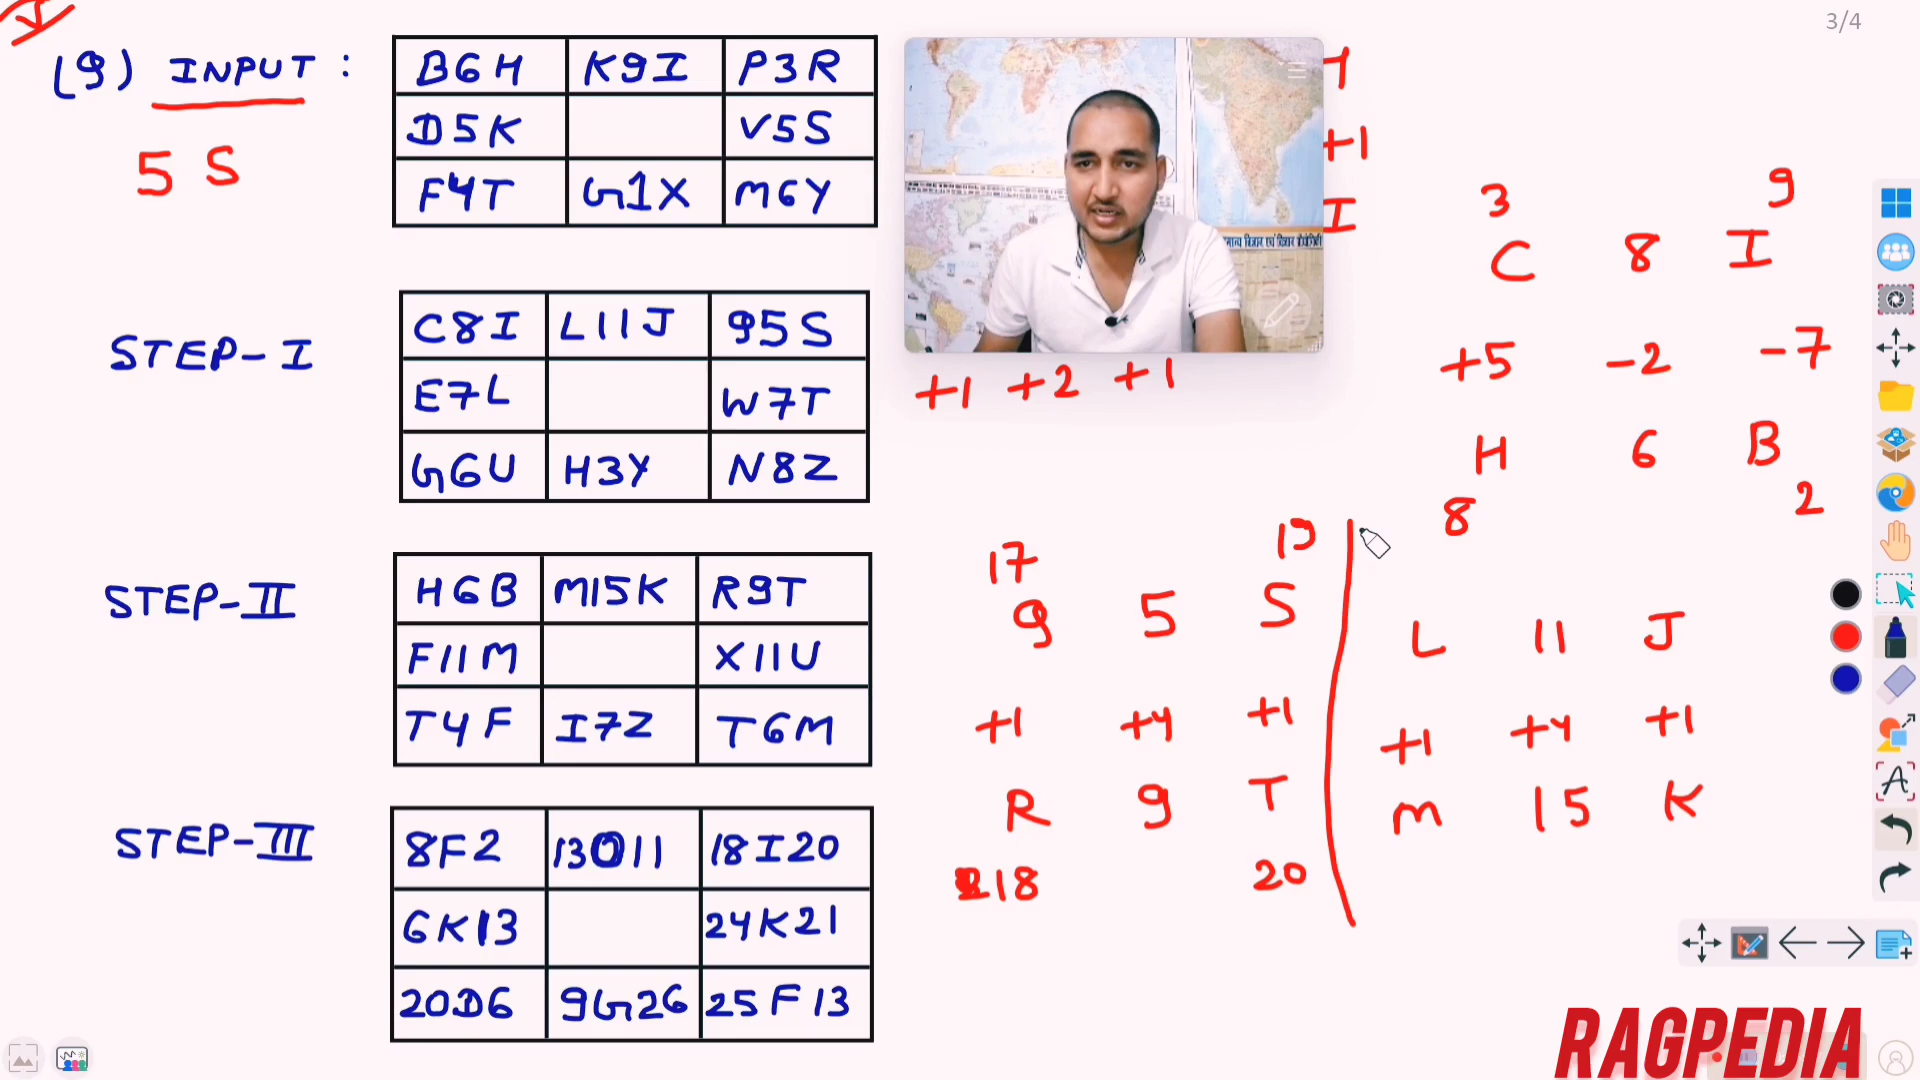 3/4
(9) INPUT :
B6H K9I P3R
D5K V5S
F4T G1X M6Y
5 S
STEP-I
C8I L11J 95S
E7L W7T
G6U H3Y N8Z
STEP-II
H6B M15K R9T
F11M X11U
T4F I7Z T6M
STEP-III
8F2 13O11 18I20
6K13 24K21
20D6 9G26 25F13
+1
I
+1 +2 +1
3 9
C 8 I
+5 -2 -7
H 6 B
8 2
17 19
9 5 S
+1 +4 +1
R 9 T
18 20
L 11 J
+1 +4 +1
M 15 K
RAGPEDIA